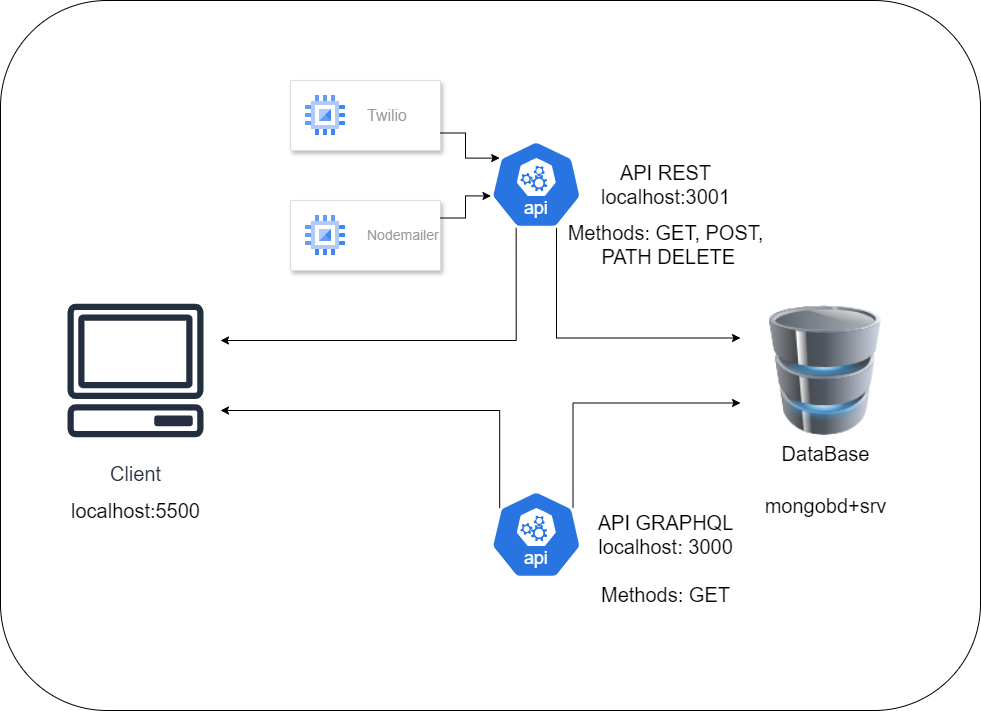 Twilio
api
API REST
localhost:3001
Methods: GET, POST,
PATH DELETE
Nodemailer
Client
localhost:5500
DataBase
mongobd+srv
api
API GRAPHQL
localhost: 3000
Methods: GET